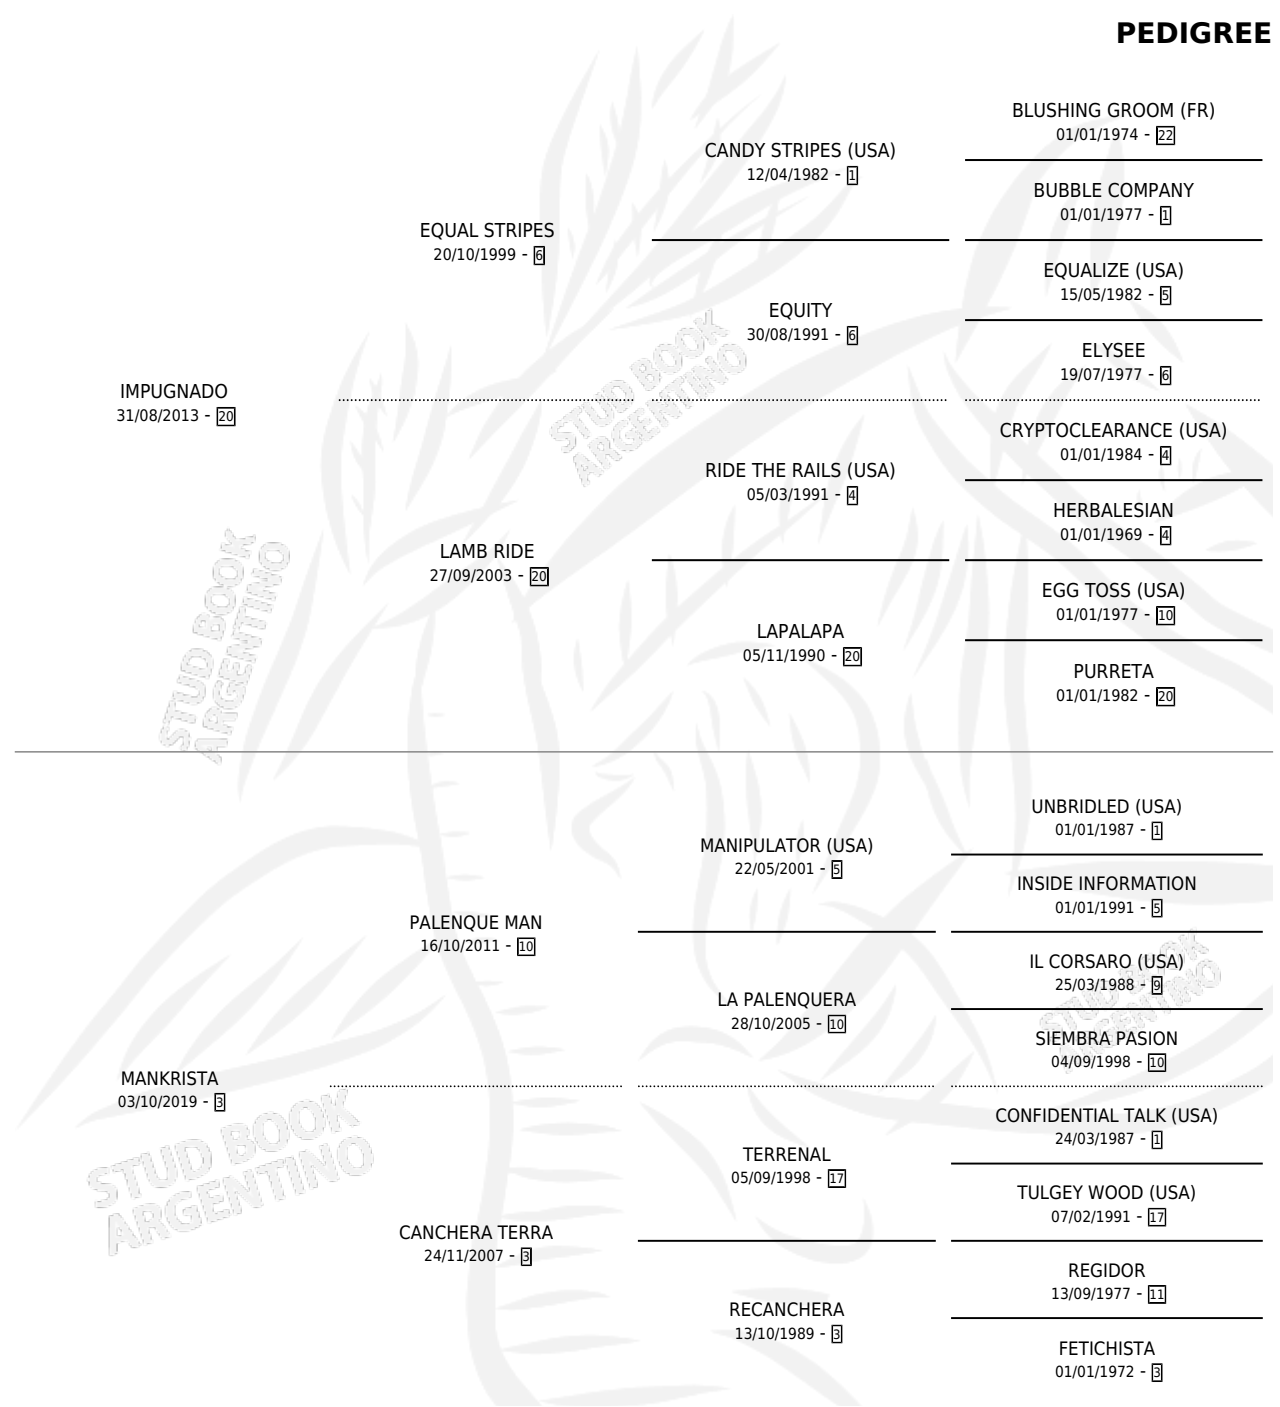 PEDIGREE
BLUSHING GROOM (FR)
01/01/1974 - 22
CANDY STRIPES (USA)
12/04/1982 - 1
BUBBLE COMPANY
01/01/1977 - 1
EQUAL STRIPES
20/10/1999 - 6
EQUALIZE (USA)
15/05/1982 - 5
EQUITY
30/08/1991 - 6
ELYSEE
19/07/1977 - 6
IMPUGNADO
31/08/2013 - 20
CRYPTOCLEARANCE (USA)
01/01/1984 - 4
RIDE THE RAILS (USA)
05/03/1991 - 4
HERBALESIAN
01/01/1969 - 4
LAMB RIDE
27/09/2003 - 20
EGG TOSS (USA)
01/01/1977 - 10
LAPALAPA
05/11/1990 - 20
PURRETA
01/01/1982 - 20
UNBRIDLED (USA)
01/01/1987 - 1
MANIPULATOR (USA)
22/05/2001 - 5
INSIDE INFORMATION
01/01/1991 - 5
PALENQUE MAN
16/10/2011 - 10
IL CORSARO (USA)
25/03/1988 - 9
LA PALENQUERA
28/10/2005 - 10
SIEMBRA PASION
04/09/1998 - 10
MANKRISTA
03/10/2019 - 3
CONFIDENTIAL TALK (USA)
24/03/1987 - 1
TERRENAL
05/09/1998 - 17
TULGEY WOOD (USA)
07/02/1991 - 17
CANCHERA TERRA
24/11/2007 - 3
REGIDOR
13/09/1977 - 11
RECANCHERA
13/10/1989 - 3
FETICHISTA
01/01/1972 - 3
STUD BOOK
ARGENTINO
STUD BOOK
ARGENTINO
STUD BOOK
ARGENTINO
STUD BOOK
ARGENTINO